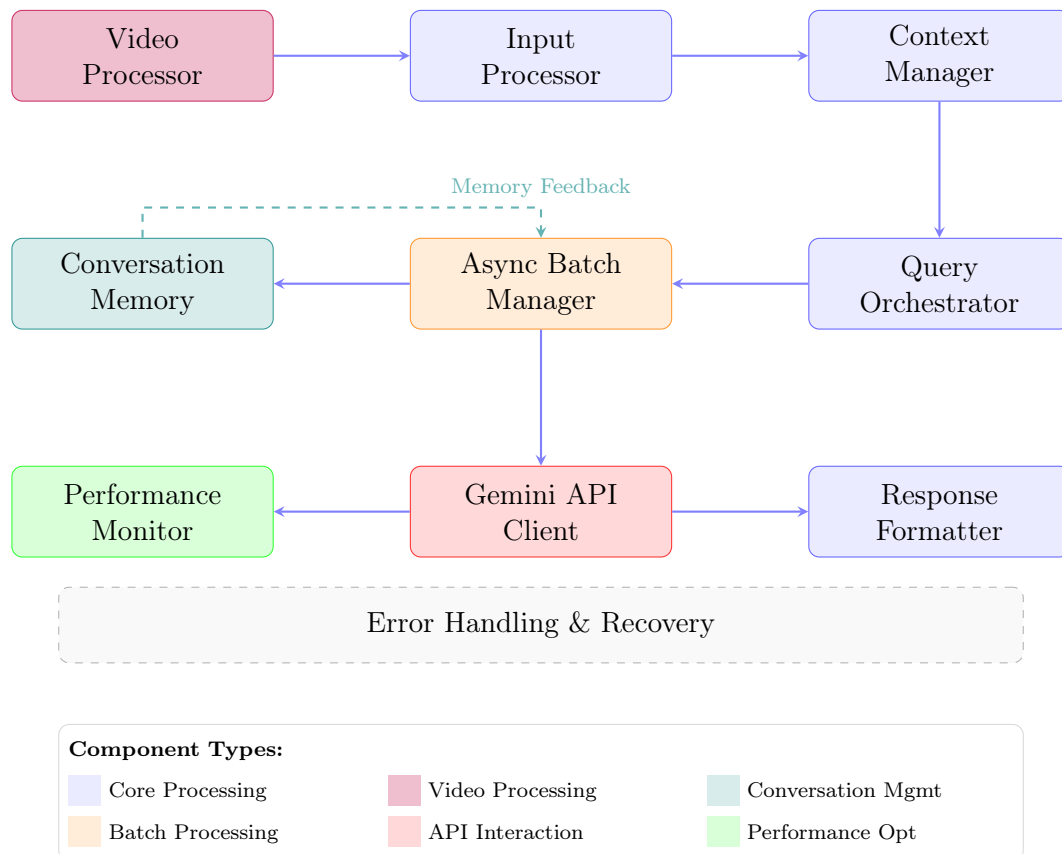 Video
Processor
Input
Processor
Context
Manager
Memory Feedback
Conversation
Memory
Async Batch
Manager
Query
Orchestrator
Performance
Monitor
Gemini API
Client
Response
Formatter
Error Handling & Recovery
Component Types:
Core Processing
Video Processing
Conversation Mgmt
Batch Processing
API Interaction
Performance Opt